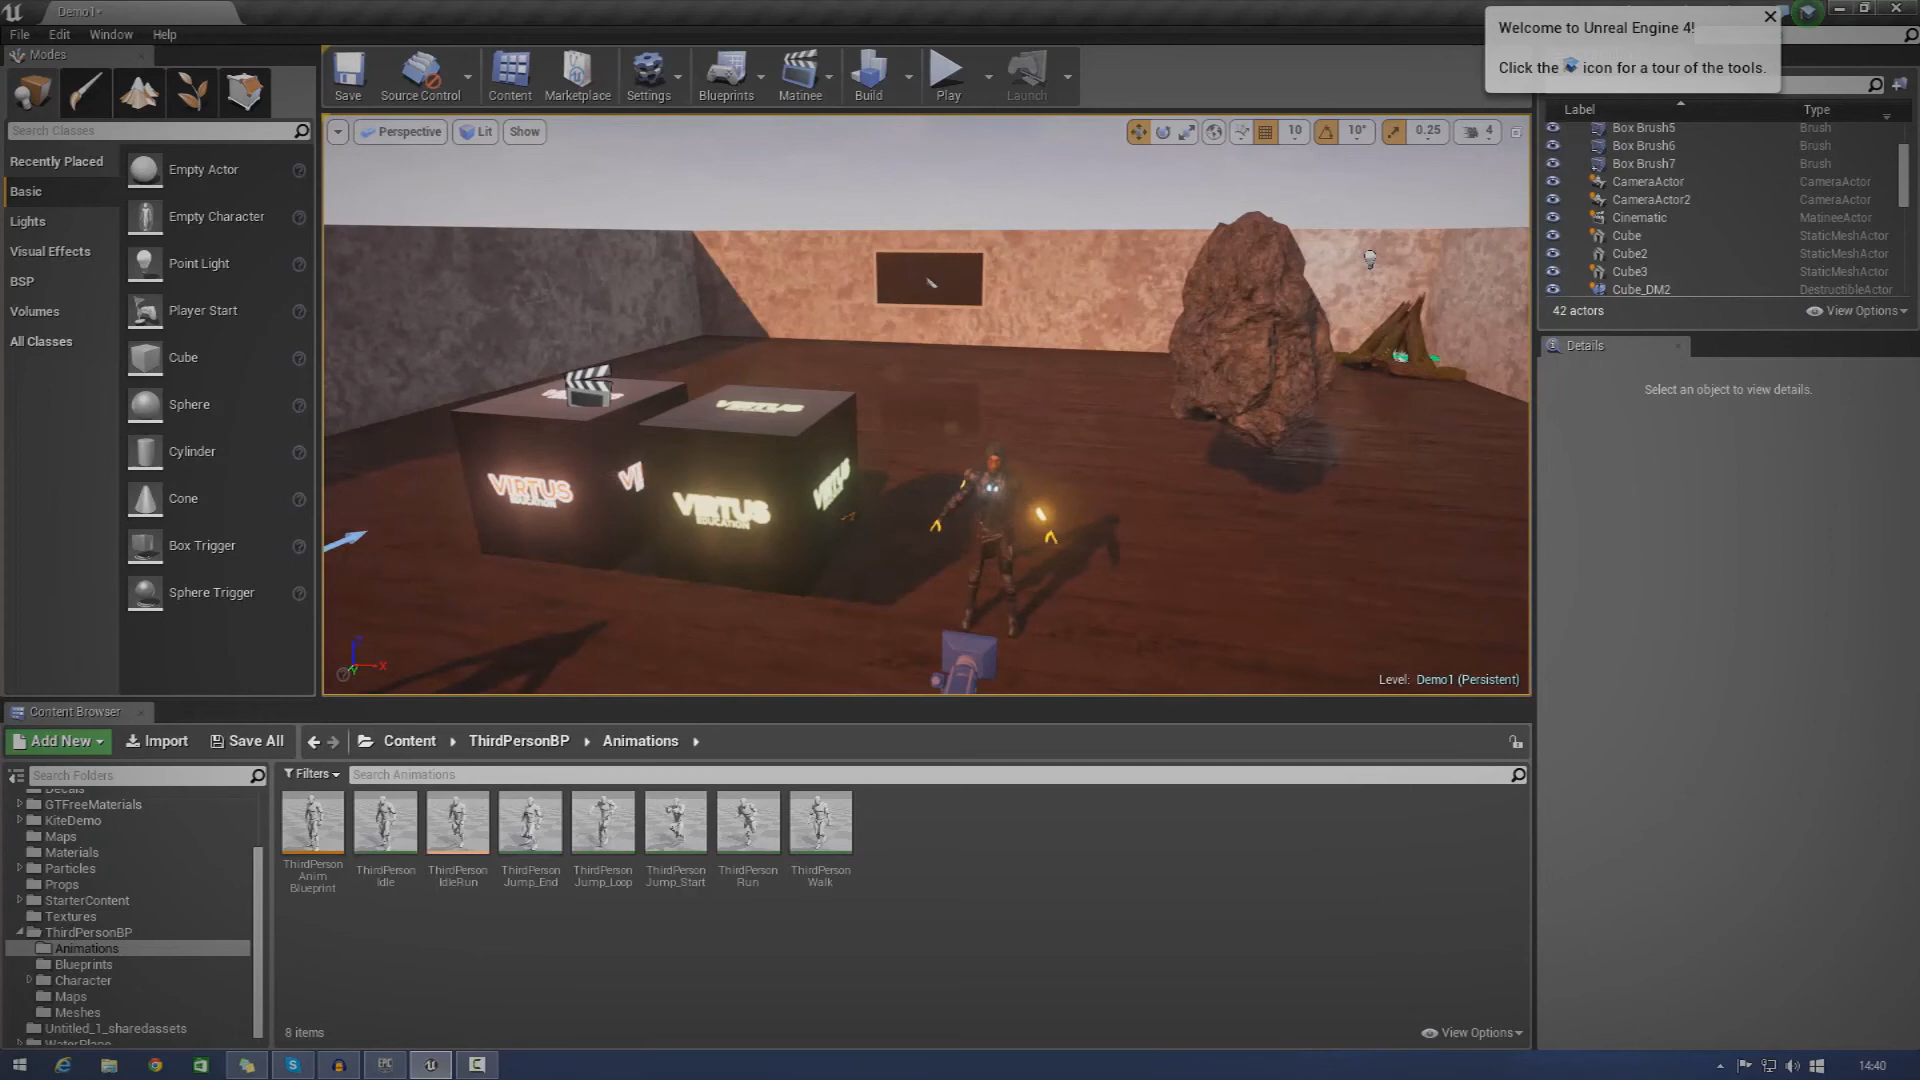 Demo1*
File Edit Window Help
Welcome to Unreal Engine 4!
Click the icon for a tour of the tools.
Modes
Save Source Control Content Marketplace Settings Blueprints Matinee Build Play Launch
Search Classes
Perspective Lit Show
10 10° 0.25 4
Label Type
Box Brush5 Brush
Box Brush6 Brush
Box Brush7 Brush
CameraActor CameraActor
CameraActor2 CameraActor
Cinematic MatineeActor
Cube StaticMeshActor
Cube2 StaticMeshActor
Cube3 StaticMeshActor
Cube_DM2 DestructibleActor
42 actors View Options
Details
Select an object to view details.
Recently Placed
Basic
Lights
Visual Effects
BSP
Volumes
All Classes
Empty Actor
Empty Character
Point Light
Player Start
Cube
Sphere
Cylinder
Cone
Box Trigger
Sphere Trigger
VIRTUS
VIRTUS
EDUCATION
VI
VIRTUS
EDUCATION
VIRTUS
Z
X
Y
Level: Demo1 (Persistent)
Content Browser
Add New Import Save All Content ThirdPersonBP Animations
Search Folders
Filters Search Animations
Decals
GTFreeMaterials
KiteDemo
Maps
Materials
Particles
Props
StarterContent
Textures
ThirdPersonBP
Animations
Blueprints
Character
Maps
Meshes
Untitled_1_sharedassets
WaterPlane
ThirdPerson Anim Blueprint
ThirdPerson Idle
ThirdPerson IdleRun
ThirdPerson Jump_End
ThirdPerson Jump_Loop
ThirdPerson Jump_Start
ThirdPerson Run
ThirdPerson Walk
8 items View Options
EPIC
14:40